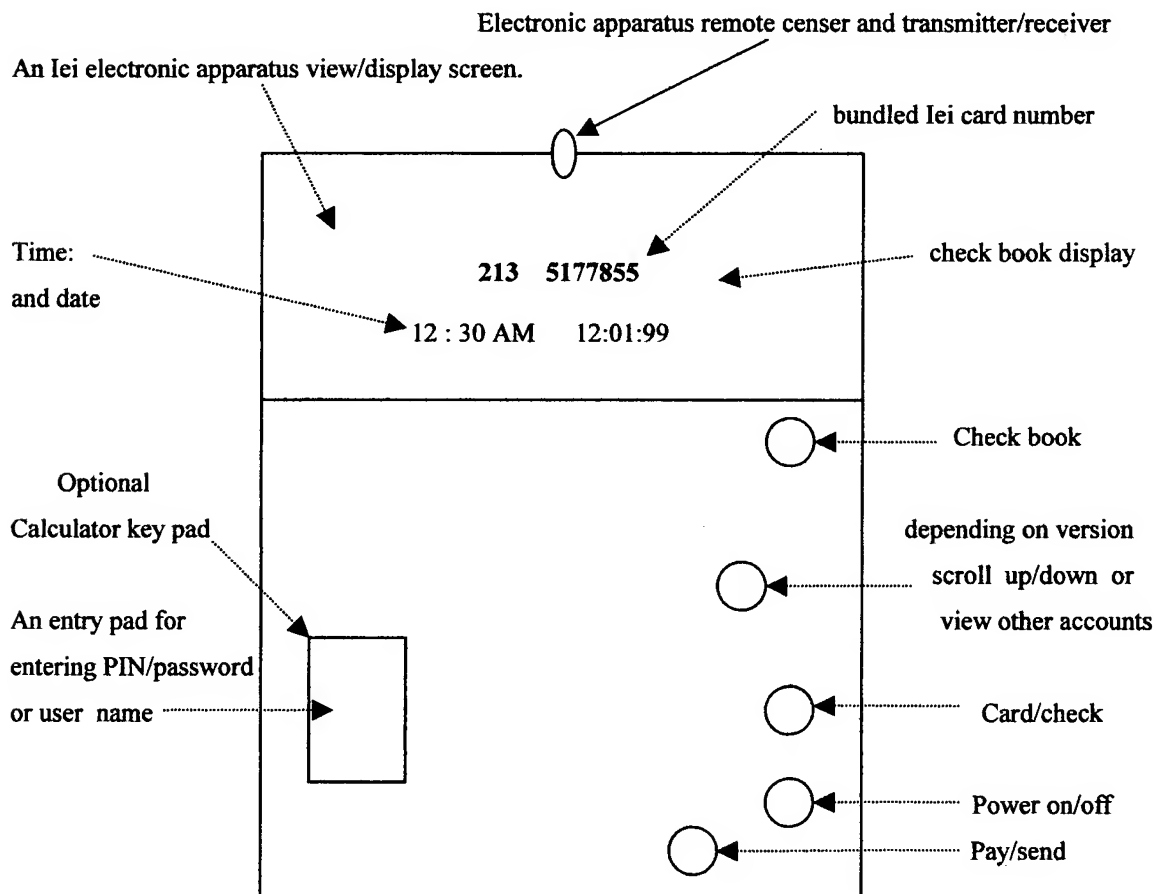 Electronic apparatus remote censer and transmitter/receiver
An Iei electronic apparatus view/display screen.
bundled Iei card number
Time:
and date
213 5177855
check book display
12 : 30 AM 12:01:99
Check book
Optional
Calculator key pad
depending on version
scroll up/down or
view other accounts
An entry pad for
entering PIN/password
or user name
Card/check
Power on/off
Pay/send